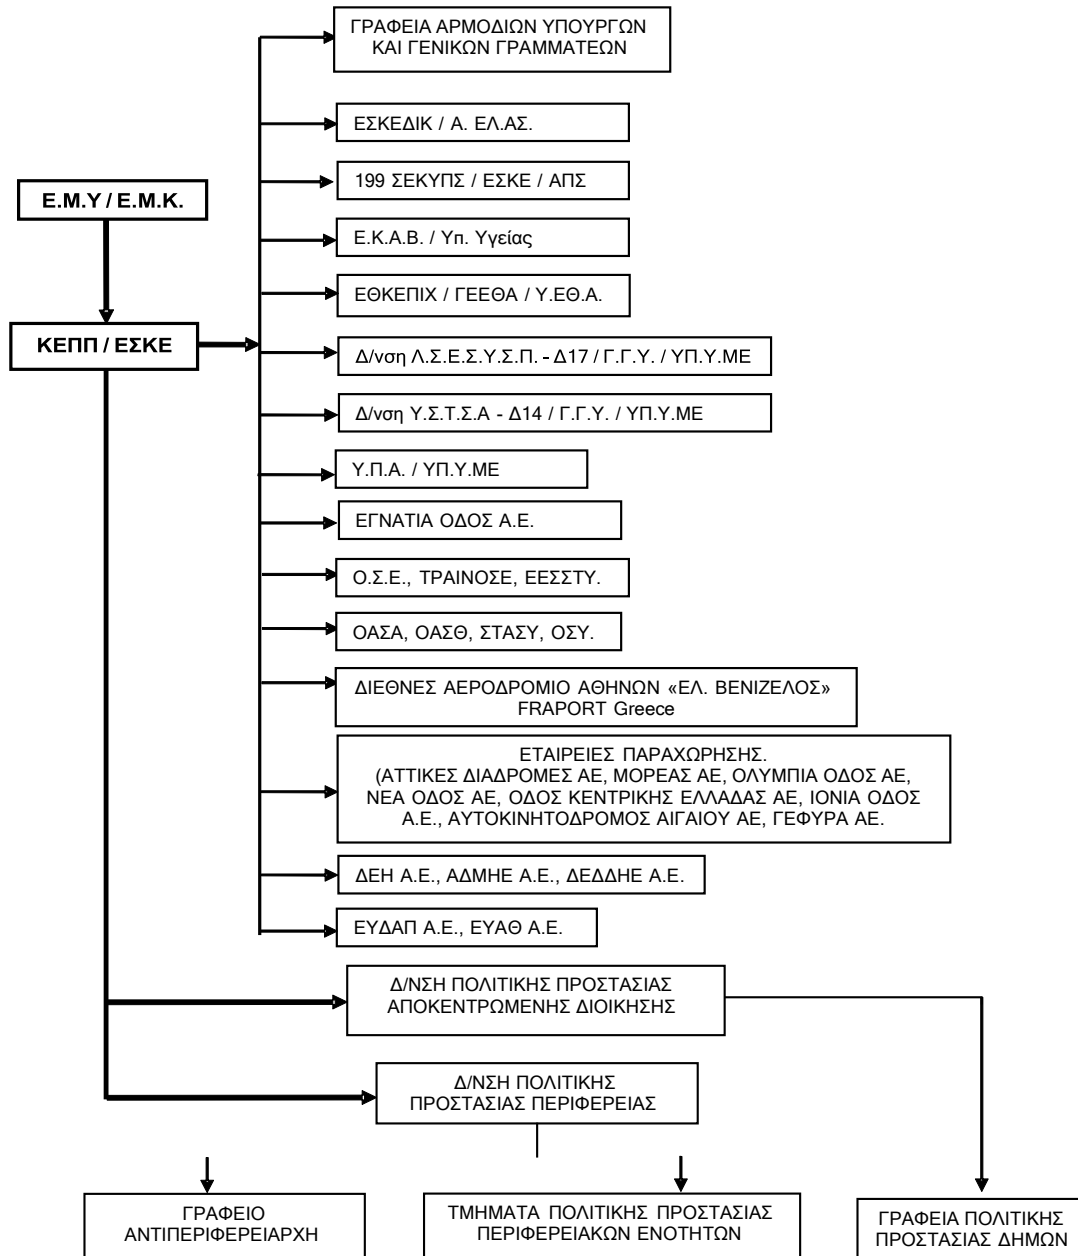 ΓΡΑΦΕΙΑ ΑΡΜΟΔΙΩΝ ΥΠΟΥΡΓΩΝ
ΚΑΙ ΓΕΝΙΚΩΝ ΓΡΑΜΜΑΤΕΩΝ
ΕΣΚΕΔΙΚ / Α. ΕΛ.ΑΣ.
199 ΣΕΚΥΠΣ / ΕΣΚΕ / ΑΠΣ
Ε.Μ.Υ / Ε.Μ.Κ.
Ε.Κ.Α.Β. / Υπ. Υγείας
ΕΘΚΕΠΙΧ / ΓΕΕΘΑ / Υ.ΕΘ.Α.
ΚΕΠΠ / ΕΣΚΕ
Δ/νση Λ.Σ.Ε.Σ.Υ.Σ.Π. - Δ17 / Γ.Γ.Υ. / ΥΠ.Υ.ΜΕ
Δ/νση Υ.Σ.Τ.Σ.Α - Δ14 / Γ.Γ.Υ. / ΥΠ.Υ.ΜΕ
Υ.Π.Α. / ΥΠ.Υ.ΜΕ
ΕΓΝΑΤΙΑ ΟΔΟΣ Α.Ε.
Ο.Σ.Ε., ΤΡΑΙΝΟΣΕ, ΕΕΣΣΤΥ.
ΟΑΣΑ, ΟΑΣΘ, ΣΤΑΣΥ, ΟΣΥ.
ΔΙΕΘΝΕΣ ΑΕΡΟΔΡΟΜΙΟ ΑΘΗΝΩΝ «ΕΛ. ΒΕΝΙΖΕΛΟΣ»
FRAPORT Greece
ΕΤΑΙΡΕΙΕΣ ΠΑΡΑΧΩΡΗΣΗΣ.
(ΑΤΤΙΚΕΣ ΔΙΑΔΡΟΜΕΣ ΑΕ, ΜΟΡΕΑΣ ΑΕ, ΟΛΥΜΠΙΑ ΟΔΟΣ ΑΕ,
ΝΕΑ ΟΔΟΣ ΑΕ, ΟΔΟΣ ΚΕΝΤΡΙΚΗΣ ΕΛΛΑΔΑΣ ΑΕ, ΙΟΝΙΑ ΟΔΟΣ
Α.Ε., ΑΥΤΟΚΙΝΗΤΟΔΡΟΜΟΣ ΑΙΓΑΙΟΥ ΑΕ, ΓΕΦΥΡΑ ΑΕ.
ΔΕΗ Α.Ε., ΑΔΜΗΕ Α.Ε., ΔΕΔΔΗΕ Α.Ε.
ΕΥΔΑΠ Α.Ε., ΕΥΑΘ Α.Ε.
Δ/ΝΣΗ ΠΟΛΙΤΙΚΗΣ ΠΡΟΣΤΑΣΙΑΣ
ΑΠΟΚΕΝΤΡΩΜΕΝΗΣ ΔΙΟΙΚΗΣΗΣ
Δ/ΝΣΗ ΠΟΛΙΤΙΚΗΣ
ΠΡΟΣΤΑΣΙΑΣ ΠΕΡΙΦΕΡΕΙΑΣ
ΓΡΑΦΕΙΟ
ΑΝΤΙΠΕΡΙΦΕΡΕΙΑΡΧΗ
ΤΜΗΜΑΤΑ ΠΟΛΙΤΙΚΗΣ ΠΡΟΣΤΑΣΙΑΣ
ΠΕΡΙΦΕΡΕΙΑΚΩΝ ΕΝΟΤΗΤΩΝ
ΓΡΑΦΕΙΑ ΠΟΛΙΤΙΚΗΣ
ΠΡΟΣΤΑΣΙΑΣ ΔΗΜΩΝ